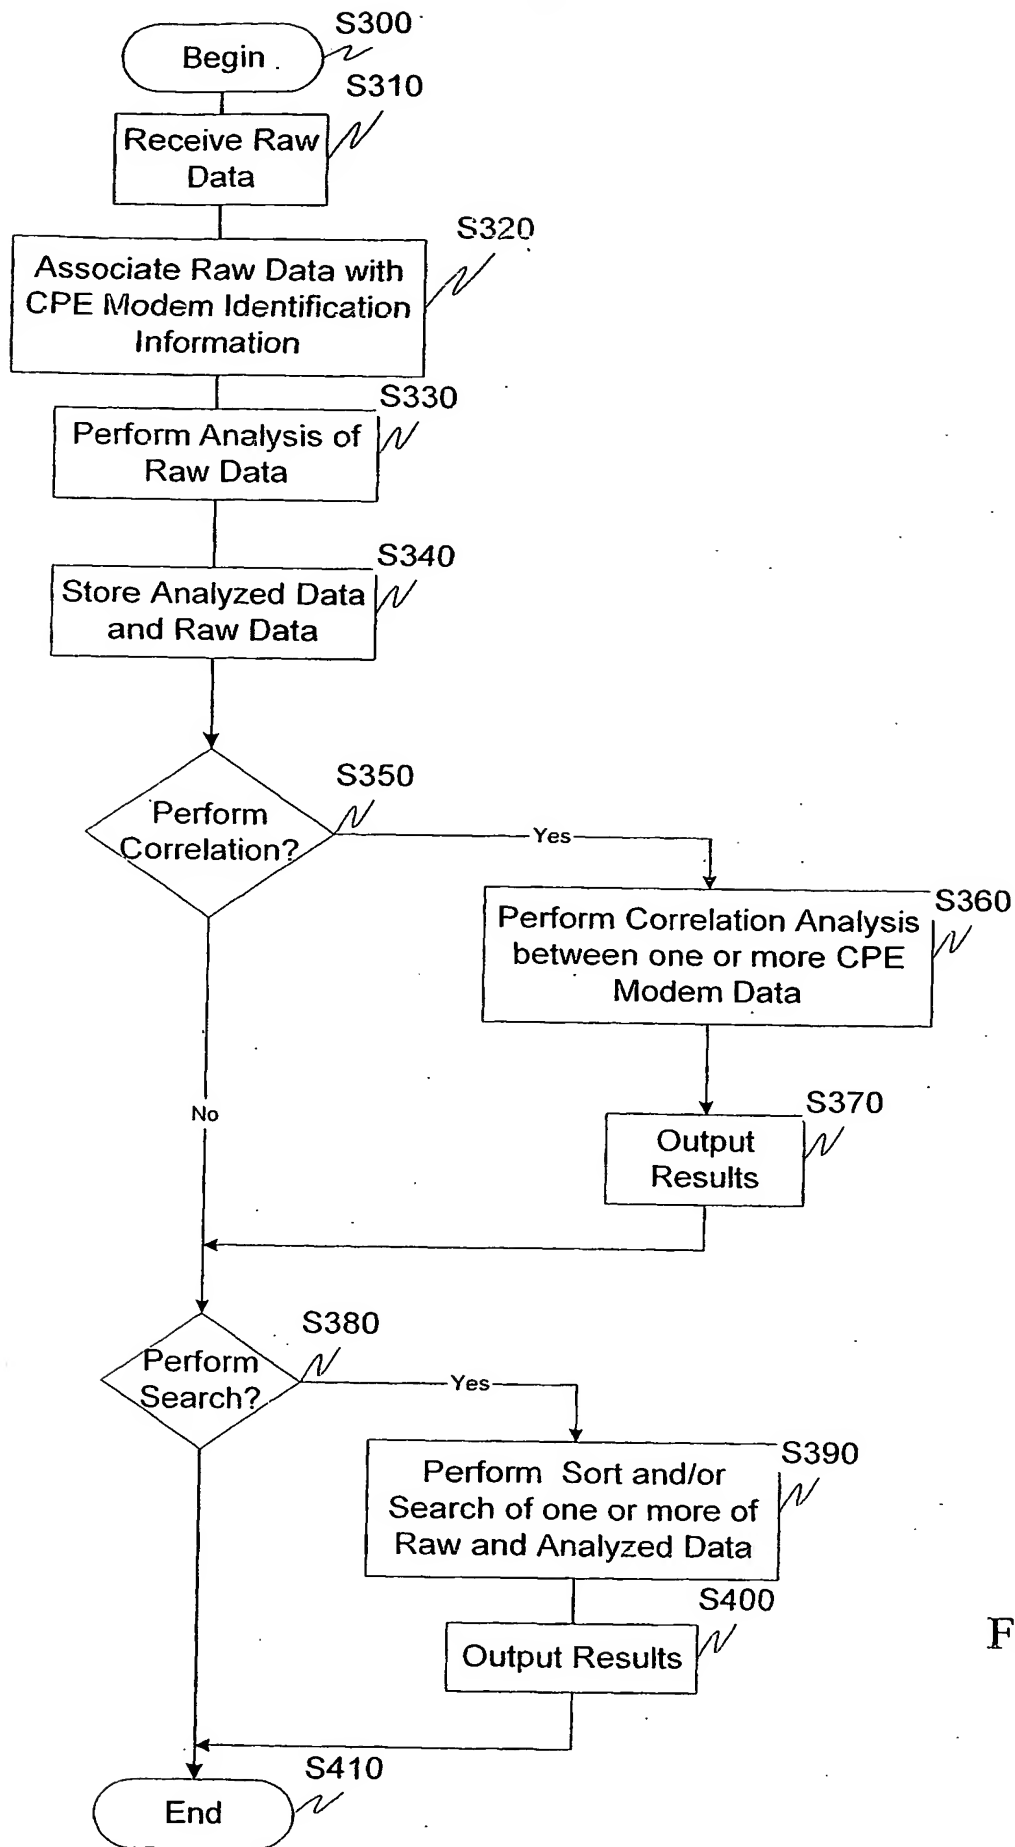 S300
Begin
S310
Receive Raw
Data
S320
Associate Raw Data with
CPE Modem Identification
Information
S330
Perform Analysis of
Raw Data
S340
Store Analyzed Data
and Raw Data
S350
Perform
Correlation?
Yes
S360
Perform Correlation Analysis
between one or more CPE
Modem Data
No
S370
Output
Results
S380
Perform
Search?
Yes
S390
Perform Sort and/or
Search of one or more of
Raw and Analyzed Data
S400
Output Results
F
S410
End